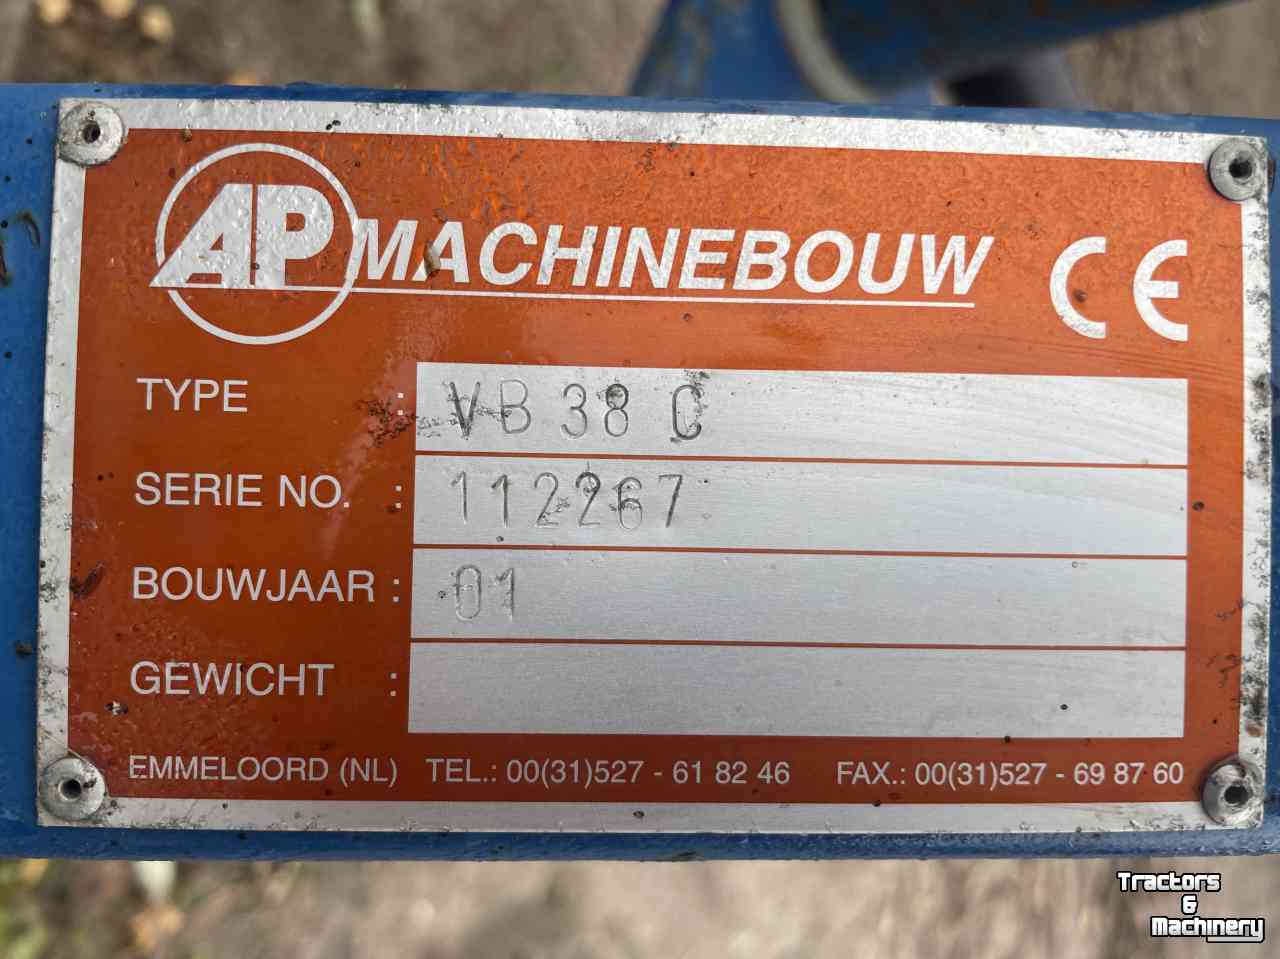 AP MACHINEBOUW CE
TYPE : VB 38 C
SERIE NO. : 112267
BOUWJAAR : 01
GEWICHT :
EMMELOORD (NL) TEL.: 00(31)527 - 61 82 46 FAX.: 00(31)527 - 69 87 60
Tractors
&
Machinery